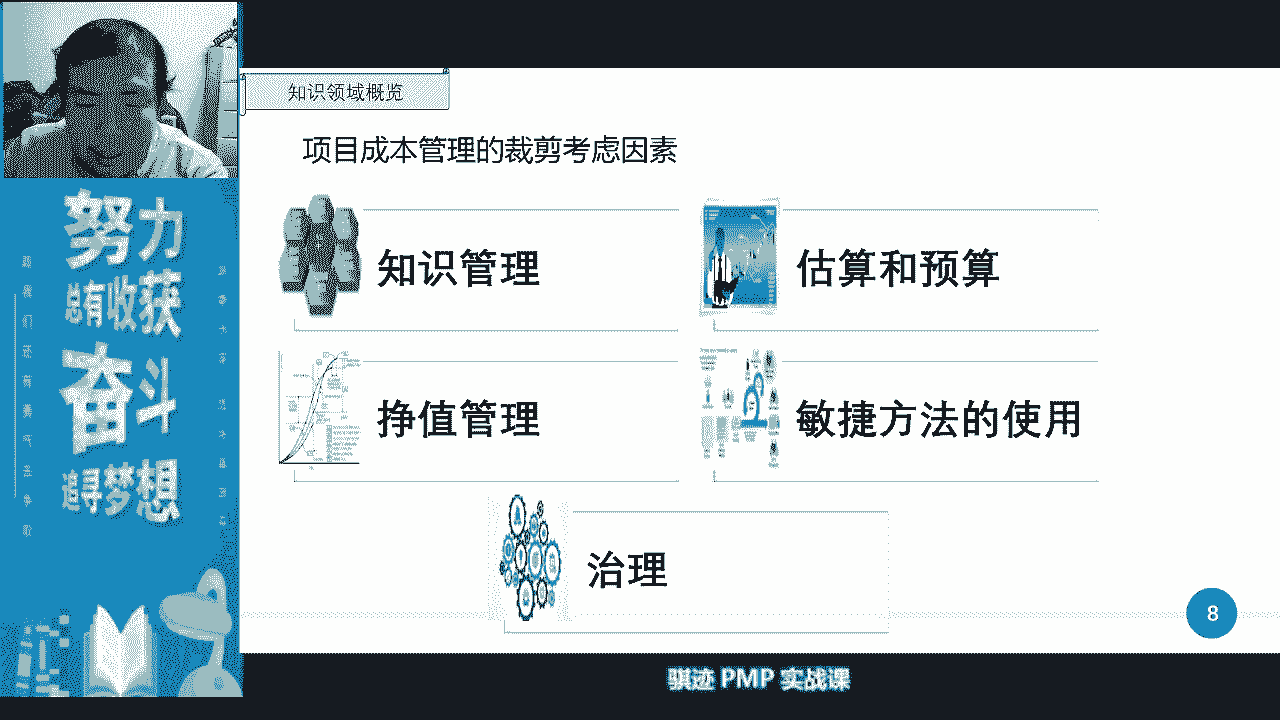 知识领域概览
项目成本管理的裁剪考虑因素
知识管理
估算和预算
挣值管理
敏捷方法的使用
治理
8
骐迹 PMP 实战课
努力
总有收获
奋斗
追寻梦想